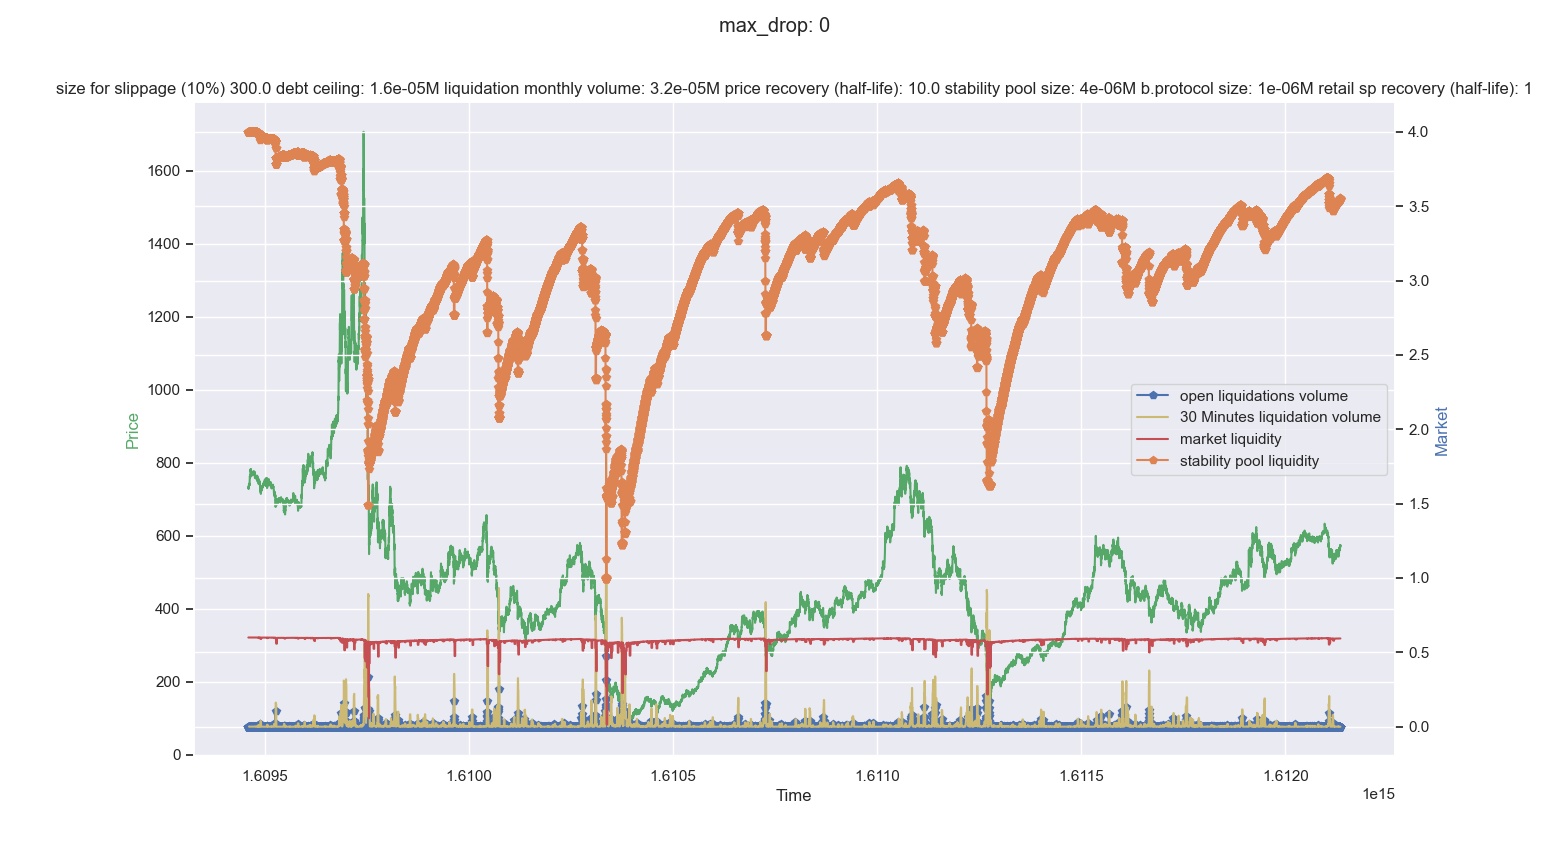 max_drop: 0
size for slippage (10%) 300.0 debt ceiling: 1.6e-05M liquidation monthly volume: 3.2e-05M price recovery (half-life): 10.0 stability pool size: 4e-06M b.protocol size: 1e-06M retail sp recovery (half-life): 1
1600
1400
1200
1000
800
600
400
200
0
Price
4.0
3.5
3.0
2.5
2.0
1.5
1.0
0.5
0.0
Market
open liquidations volume
30 Minutes liquidation volume
market liquidity
stability pool liquidity
1.6095 1.6100 1.6105 1.6110 1.6115 1.6120
Time
1e15